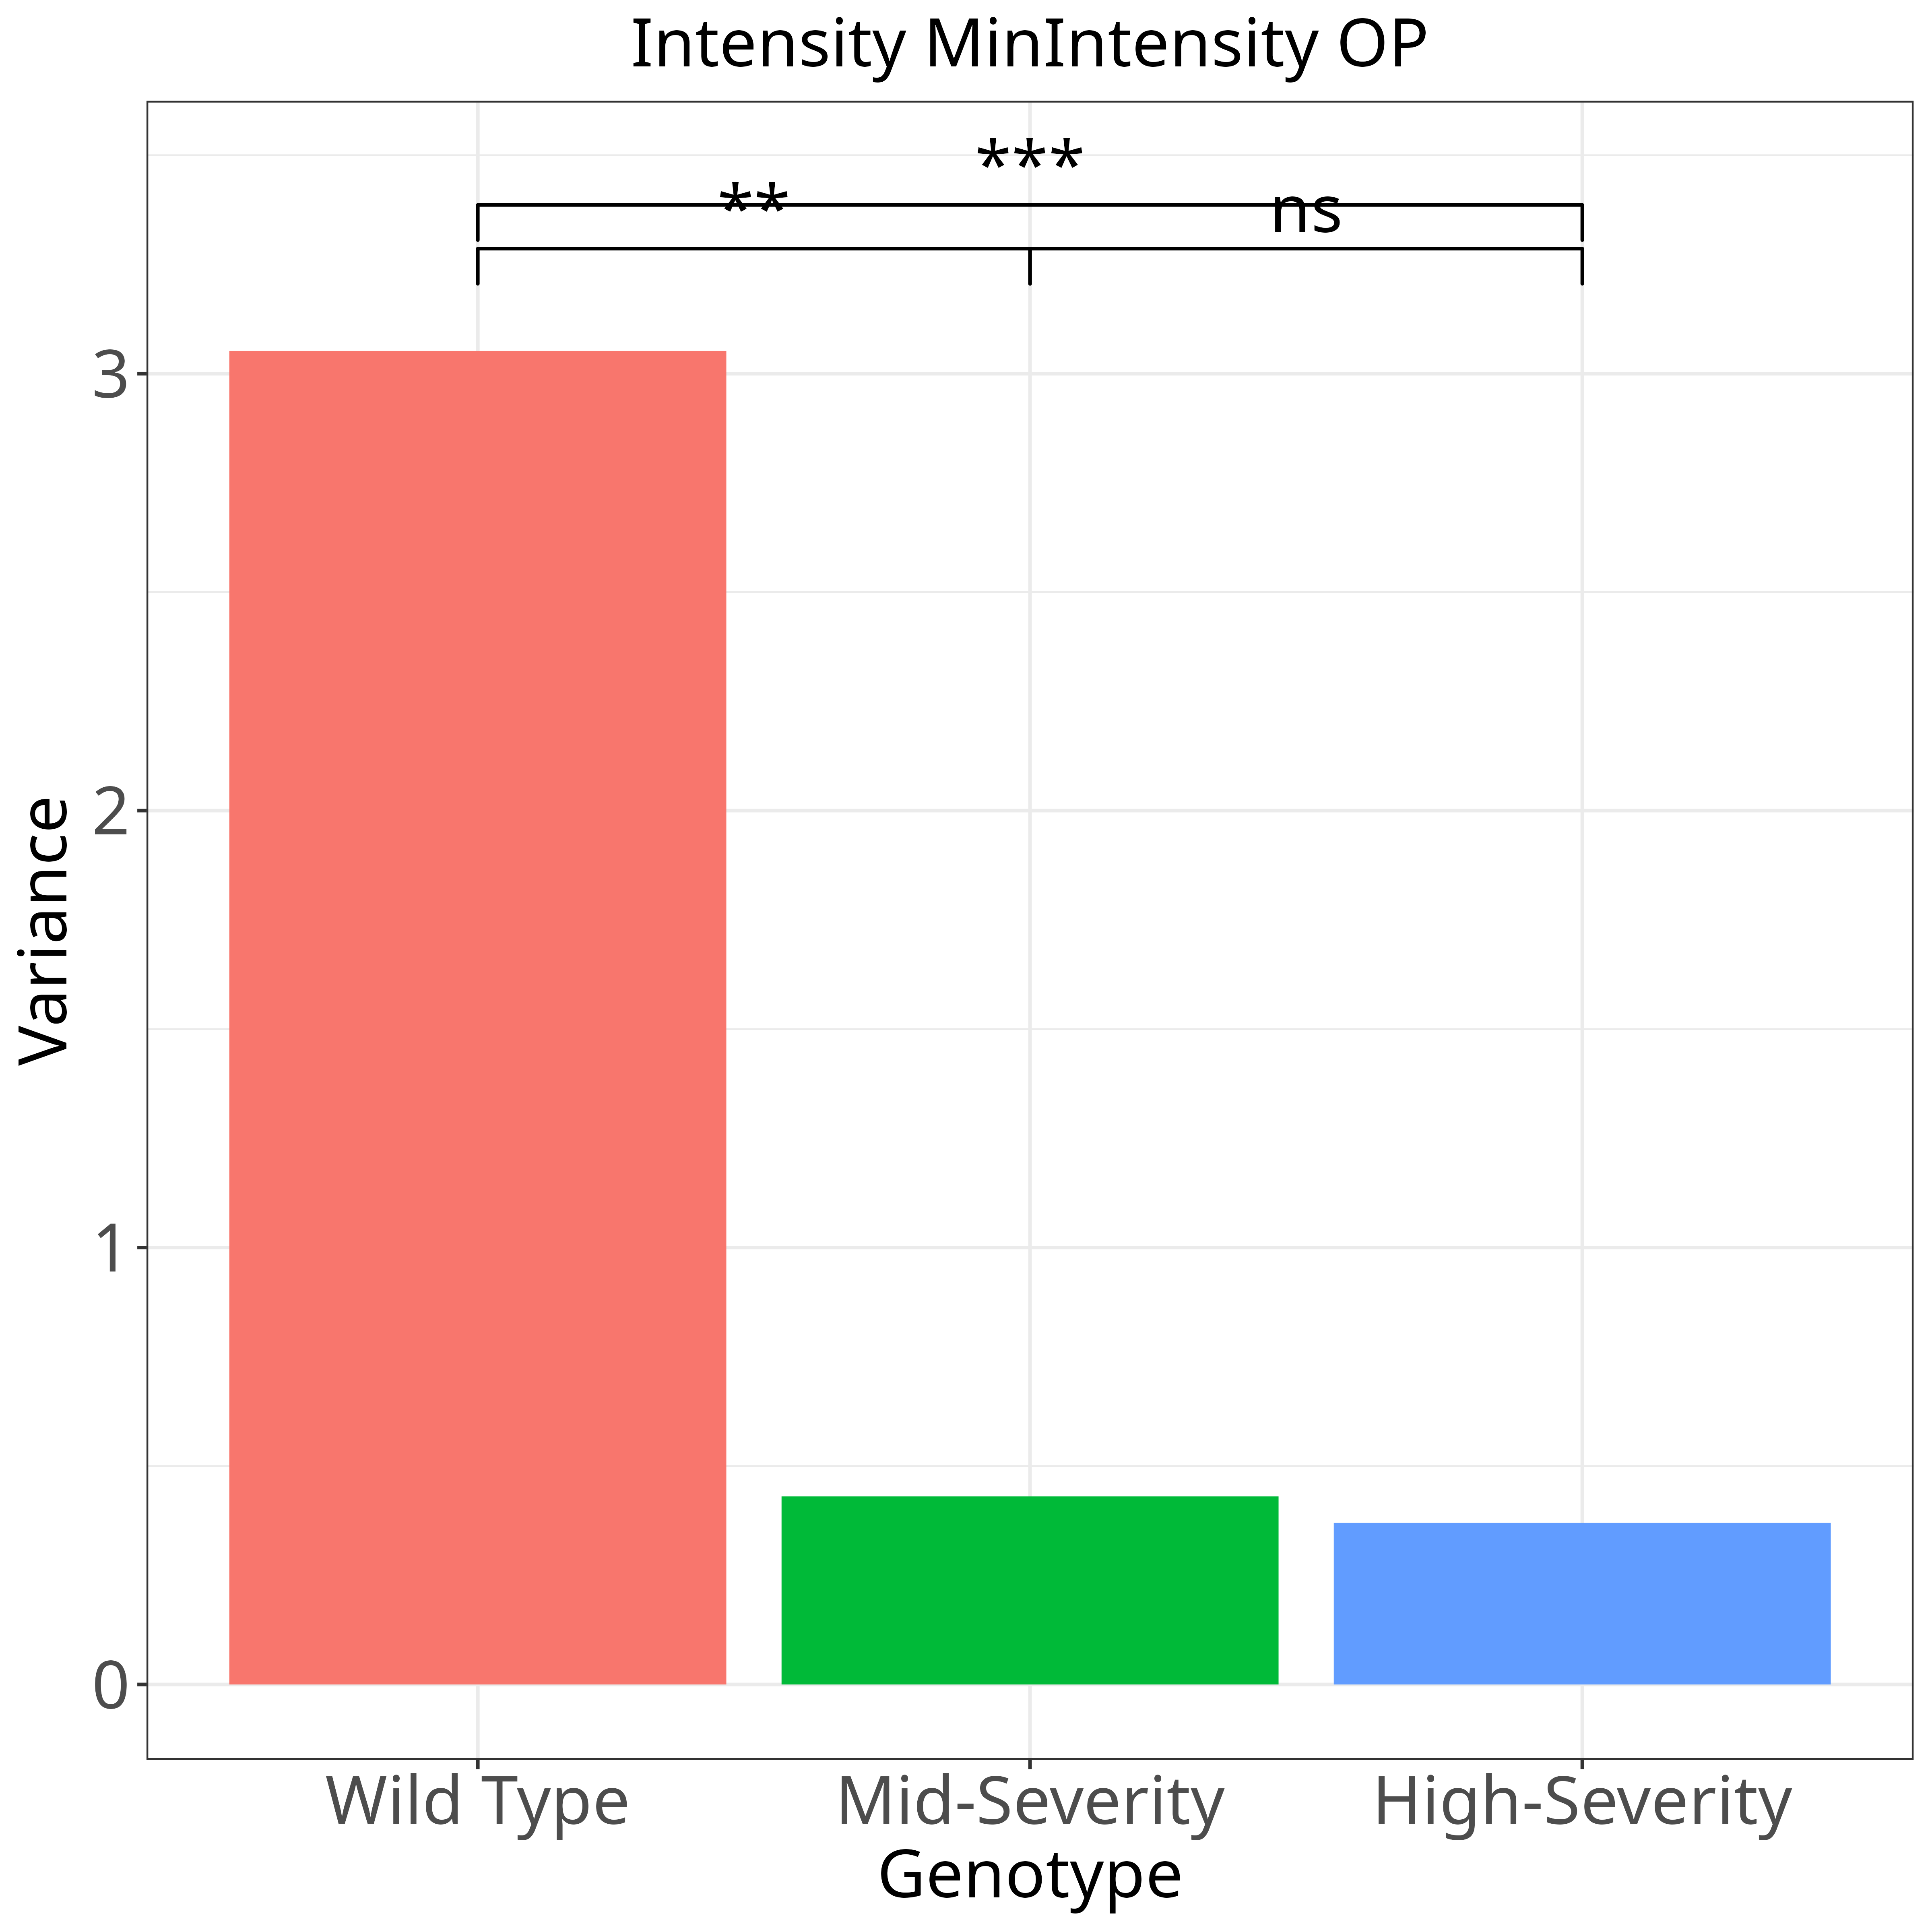 Intensity MinIntensity OP
***
**
ns
3
2
1
0
Variance
Wild Type
Mid-Severity
High-Severity
Genotype